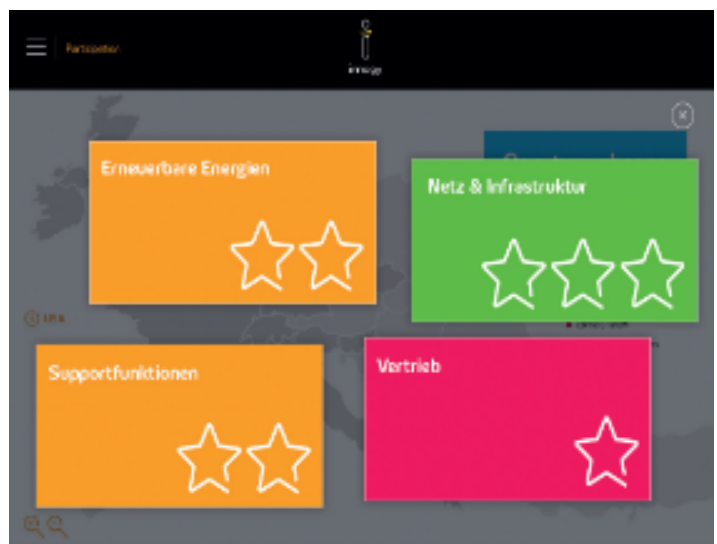 innogy
Erneuerbare Energien
Netz & Infrastruktur
Supportfunktionen
Vertrieb